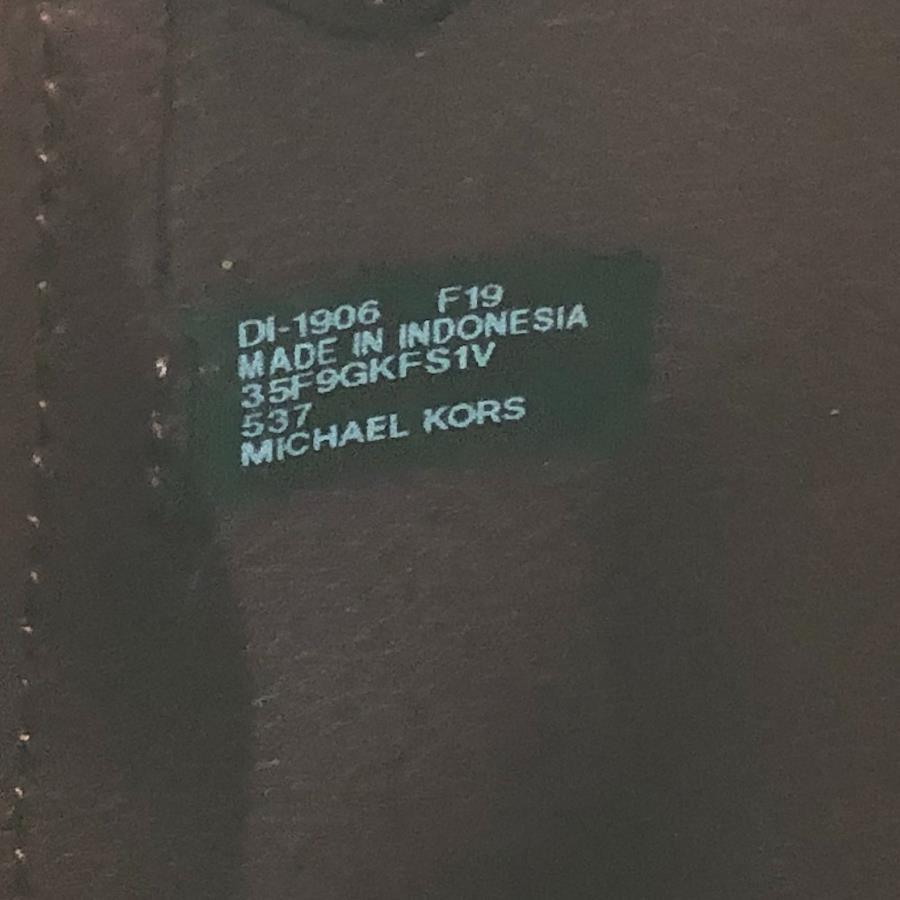 DI-1906 F19
MADE IN INDONESIA
35F9GKFS1V
537
MICHAEL KORS